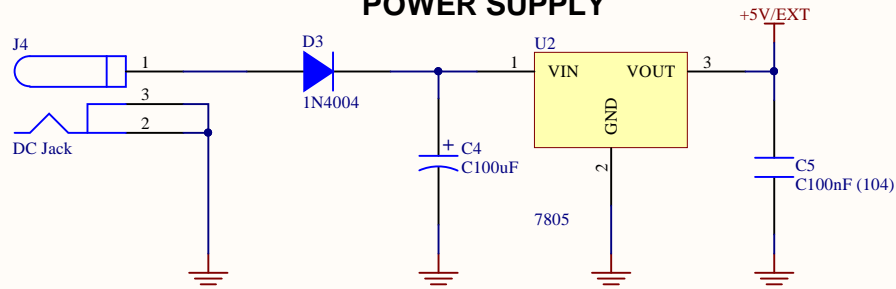 POWER SUPPLY
+5V/EXT
J4
D3
U2
1
1
VIN
VOUT
3
3
1N4004
GND
2
DC Jack
+
C4
C100uF
2
C5
C100nF (104)
7805